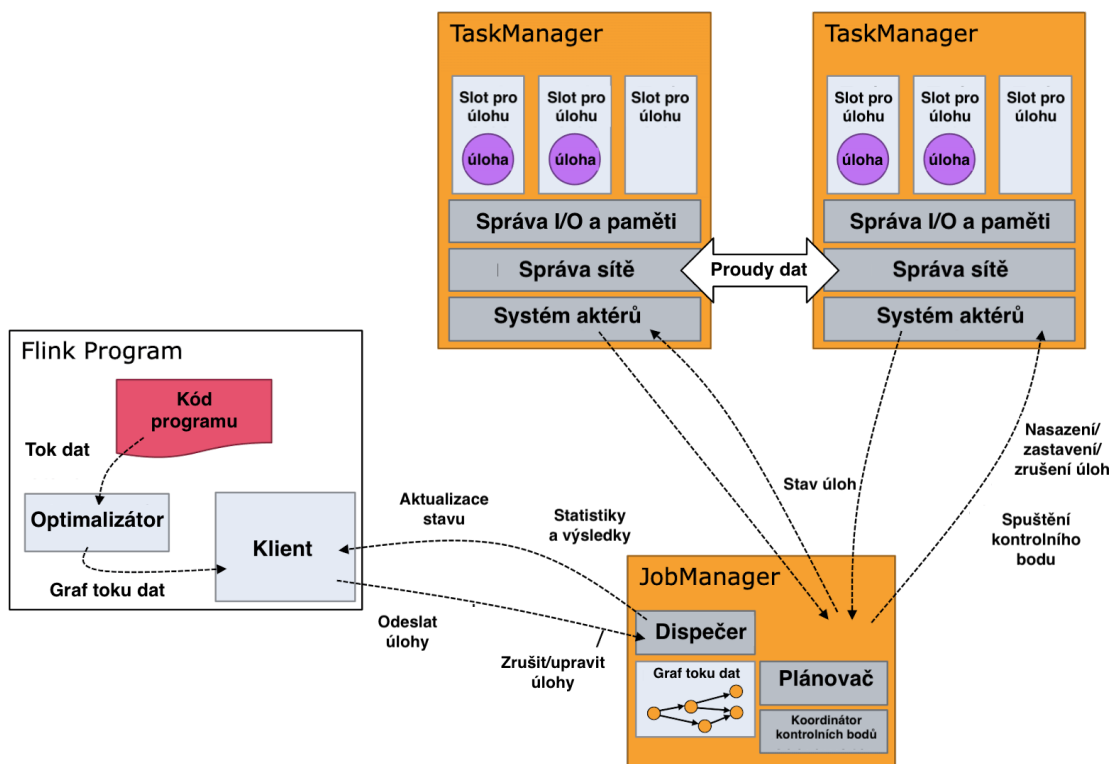 TaskManager
Slot pro
úlohu
úloha
Slot pro
úlohu
úloha
Slot pro
úlohu
Správa I/O a paměti
Správa sítě
Systém aktérů
Proudy dat
TaskManager
Slot pro
úlohu
úloha
Slot pro
úlohu
úloha
Slot pro
úlohu
Správa I/O a paměti
Správa sítě
Systém aktérů
Flink Program
Kód
programu
Tok dat
Optimalizátor
Graf toku dat
Klient
Aktualizace
stavu
Statistiky
a výsledky
Odeslat
úlohy
Zrušit/upravit
úlohy
Stav úloh
Nasazení/
zastavení/
zrušení úloh
Spuštění
kontrolního
bodu
JobManager
Dispečer
Graf toku dat
Plánovač
Koordinátor
kontrolních bodů